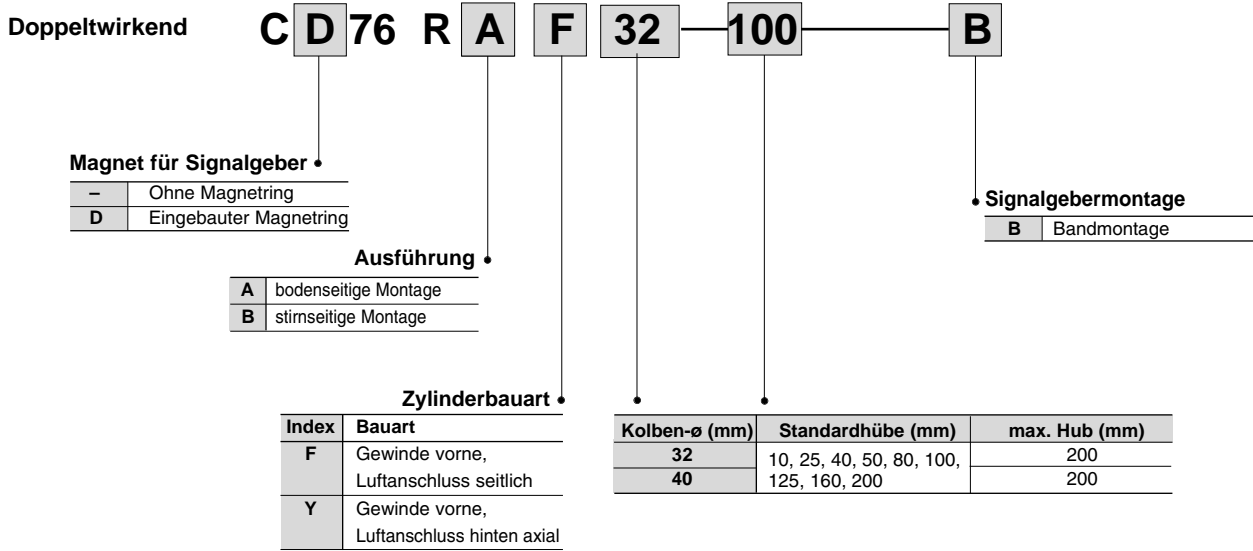 Doppeltwirkend C D 76 R A F 32 — 100 — B
Magnet für Signalgeber
– Ohne Magnetring
D Eingebauter Magnetring
Signalgebermontage
B Bandmontage
Ausführung
A bodenseitige Montage
B stirnseitige Montage
Zylinderbauart
Index Bauart
F Gewinde vorne,
Luftanschluss seitlich
Y Gewinde vorne,
Luftanschluss hinten axial
Kolben-ø (mm) Standardhübe (mm) max. Hub (mm)
32 10, 25, 40, 50, 80, 100, 200
40 125, 160, 200 200